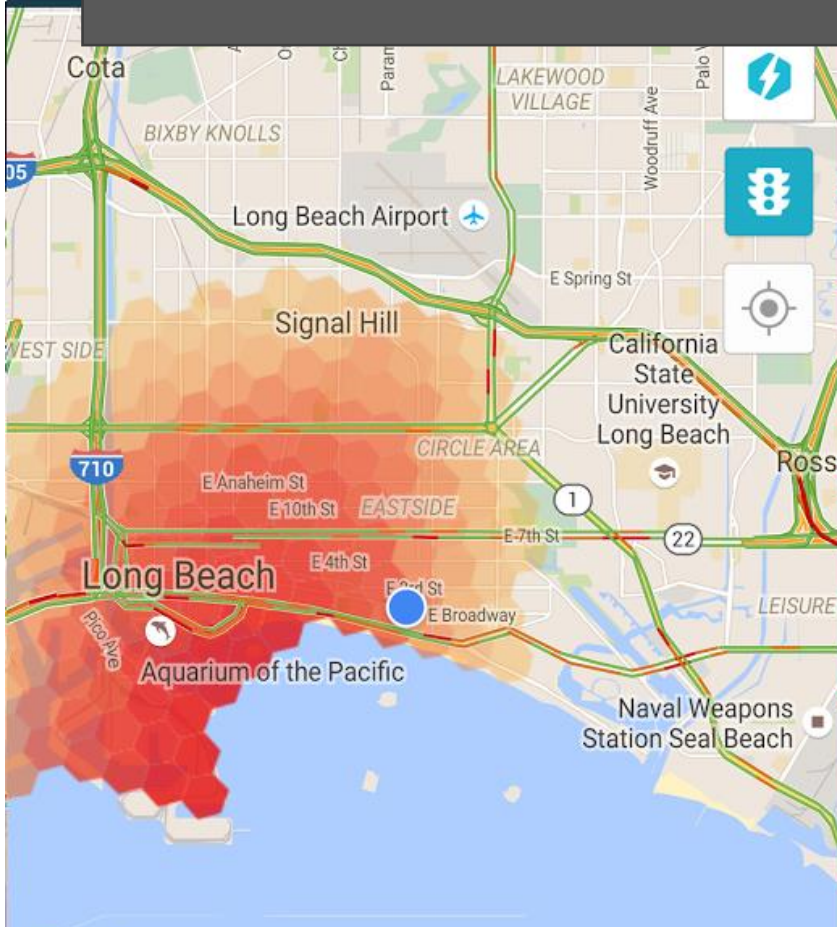 Cota
LAKEWOOD
VILLAGE
BIXBY KNOLLS
Woodruff Ave
Long Beach Airport
E Spring St
Signal Hill
WEST SIDE
California
State
University
Long Beach
CIRCLE AREA
710
E Anaheim St
E 10th St
EASTSIDE
1
E 7th St
22
E 4th St
Long Beach
E 3rd St
E Broadway
Pico Ave
Aquarium of the Pacific
Naval Weapons
Station Seal Beach
Ross
LEISURE
05
Param
Palo V